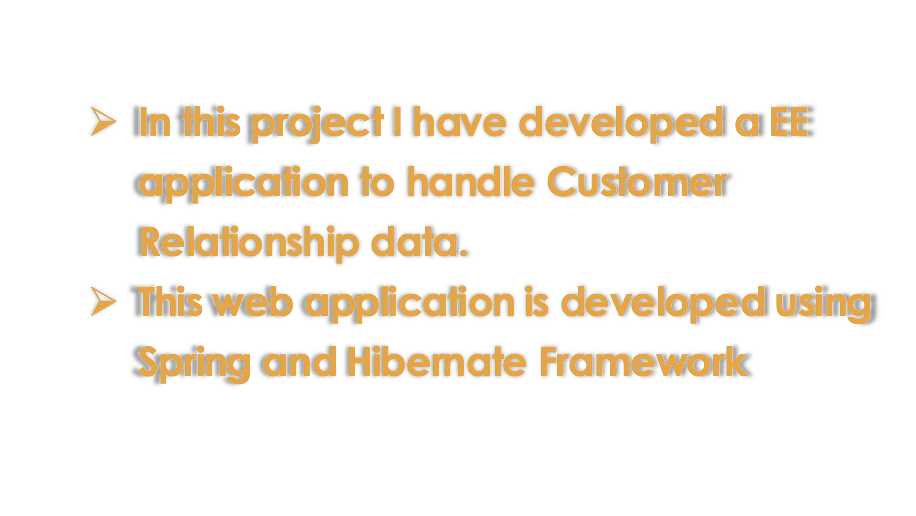 ➢ In this project I have developed a EE
application to handle Customer
Relationship data.
➢ This web application is developed using
Spring and Hibernate Framework